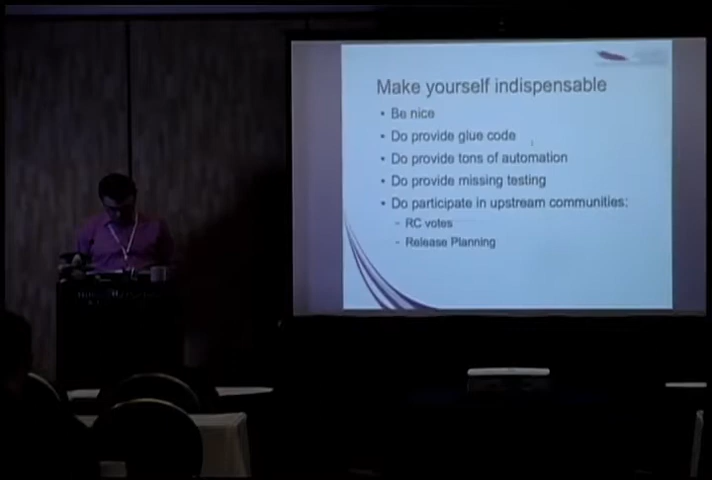 Make yourself indispensable
• Be nice
• Do provide glue code
• Do provide tons of automation
• Do provide missing testing
• Do participate in upstream communities:
– RC votes
– Release Planning